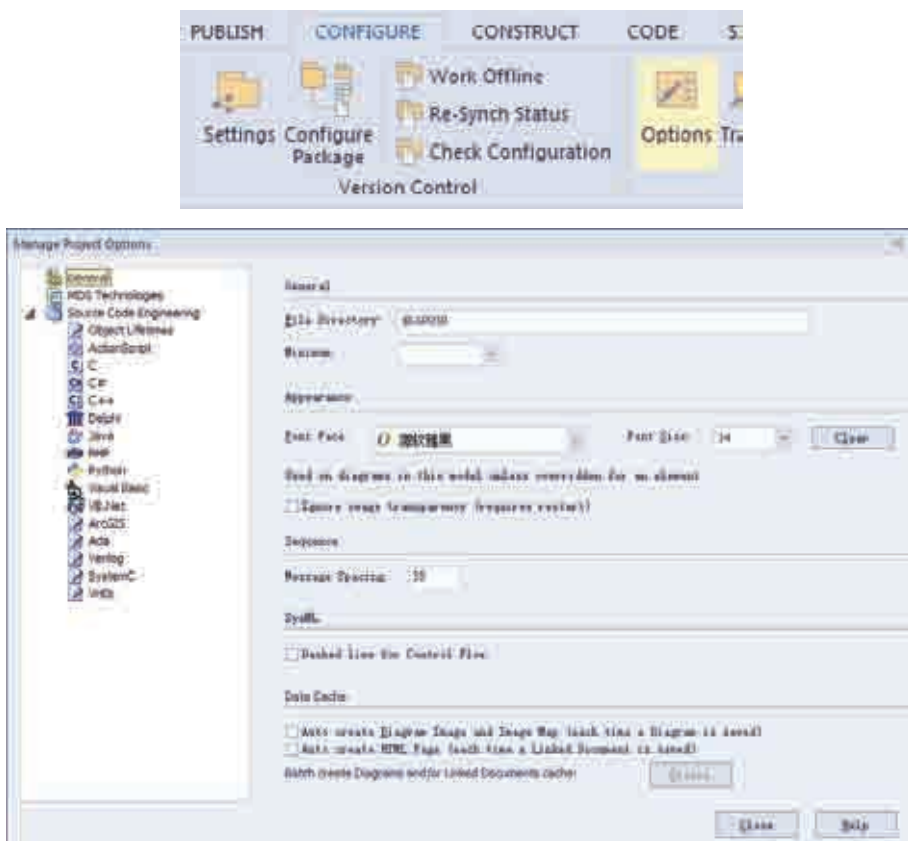 PUBLISH CONFIGURE CONSTRUCT CODE
Settings Configure Package
Work Offline
Re-Synch Status
Check Configuration
Version Control
Options
Manage Project Options
General
MDG Technologies
Source Code Engineering
Object Lifetimes
ActionScript
C
C#
C++
Delphi
Java
PHP
Python
Visual Basic
VB.Net
ArcGIS
Ada
Verilog
SystemC
VHDL
General
File Directory:
Appearance
Font Face: 微软雅黑 Font Size: 14 Clear
Used on diagrams in this model unless overridden for an element
Ignore image transparency (requires restart)
Sequence
Message Spacing:
SysML
Dashed Line for Control Flow
Data Cache
Auto create Diagram Image and Image Map (each time a Diagram is saved)
Auto create HTML Page (each time a Linked Document is saved)
Batch create Diagrams and/or Linked Documents cache:
Close Help